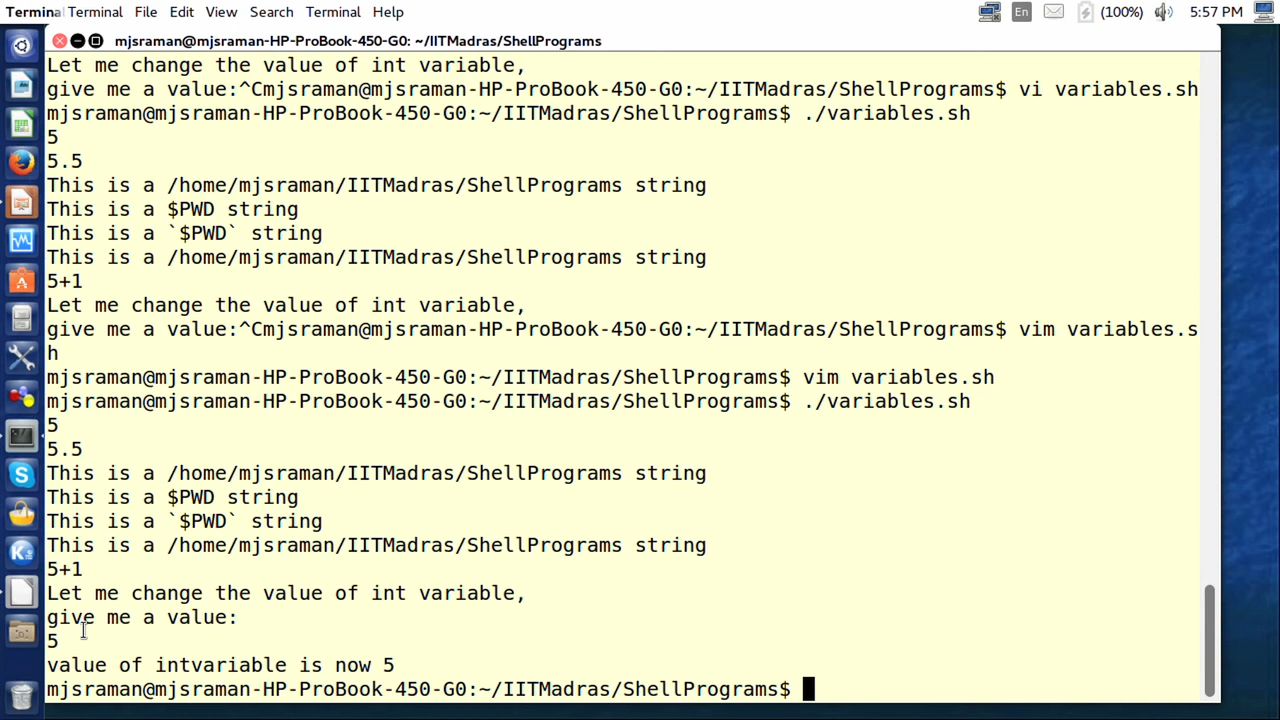 Terminal Terminal File Edit View Search Terminal Help En (100%) 5:57 PM
mjsraman@mjsraman-HP-ProBook-450-G0: ~/IITMadras/ShellPrograms
Let me change the value of int variable,
give me a value:^Cmjsraman@mjsraman-HP-ProBook-450-G0:~/IITMadras/ShellPrograms$ vi variables.sh
mjsraman@mjsraman-HP-ProBook-450-G0:~/IITMadras/ShellPrograms$ ./variables.sh
5
5.5
This is a /home/mjsraman/IITMadras/ShellPrograms string
This is a $PWD string
This is a `$PWD` string
This is a /home/mjsraman/IITMadras/ShellPrograms string
5+1
Let me change the value of int variable,
give me a value:^Cmjsraman@mjsraman-HP-ProBook-450-G0:~/IITMadras/ShellPrograms$ vim variables.s
h
mjsraman@mjsraman-HP-ProBook-450-G0:~/IITMadras/ShellPrograms$ vim variables.sh
mjsraman@mjsraman-HP-ProBook-450-G0:~/IITMadras/ShellPrograms$ ./variables.sh
5
5.5
This is a /home/mjsraman/IITMadras/ShellPrograms string
This is a $PWD string
This is a `$PWD` string
This is a /home/mjsraman/IITMadras/ShellPrograms string
5+1
Let me change the value of int variable,
give me a value:
5
value of intvariable is now 5
mjsraman@mjsraman-HP-ProBook-450-G0:~/IITMadras/ShellPrograms$